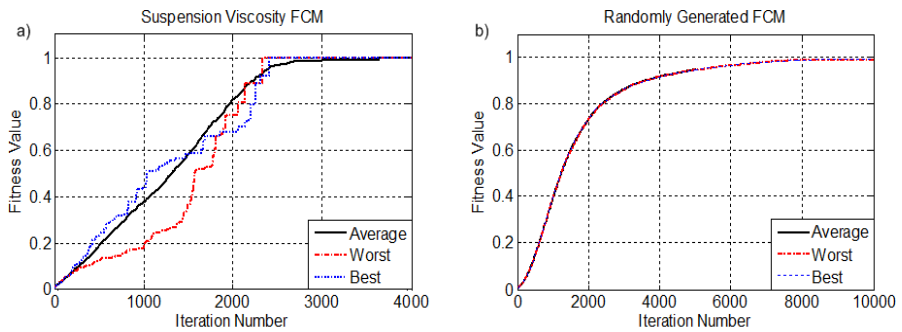 Suspension Viscosity FCM
a)
1
0.8
0.6
0.4
0.2
0
Fitness Value
0 1000 2000 3000 4000
Iteration Number
Average
Worst
Best
Randomly Generated FCM
b)
1
0.8
0.6
0.4
0.2
0
Fitness Value
0 2000 4000 6000 8000 10000
Iteration Number
Average
Worst
Best